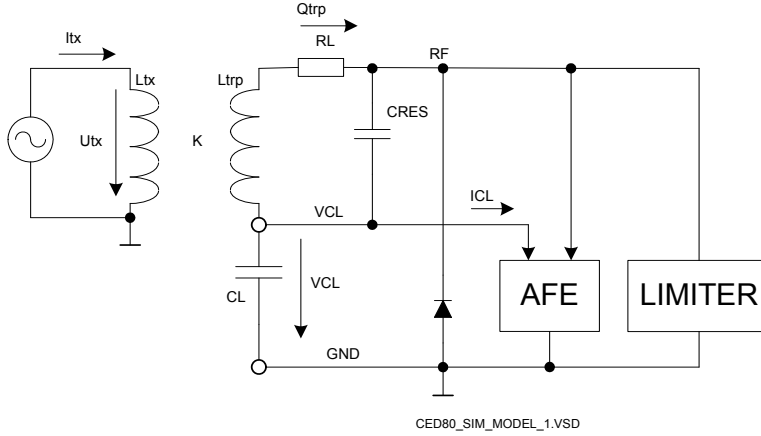 Qtrp
Itx
RL
RF
Ltx
Ltrp
CRES
Utx
K
ICL
VCL
VCL
CL
AFE
LIMITER
GND
CED80_SIM_MODEL_1.VSD